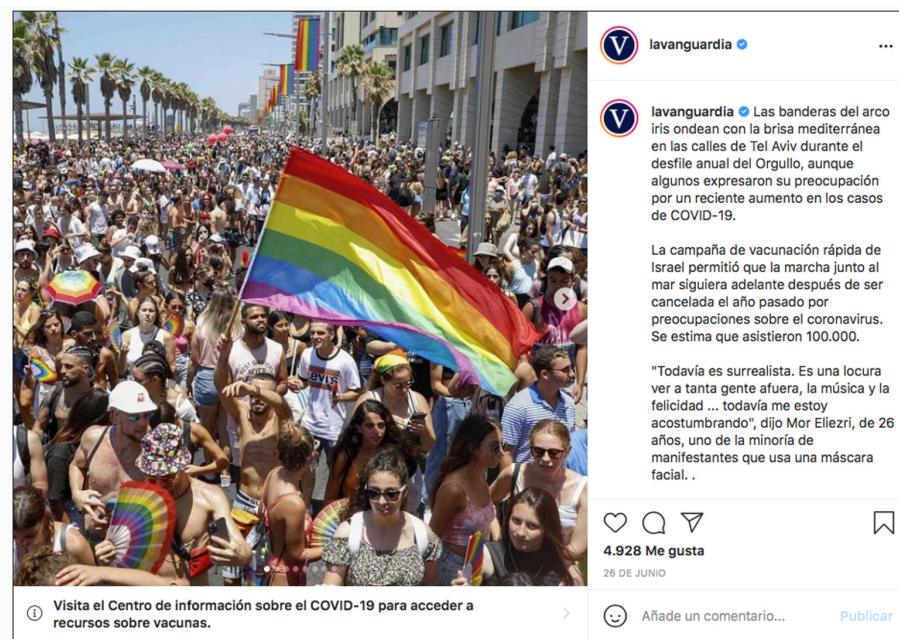 lavanguardia
lavanguardia Las banderas del arco
iris ondean con la brisa mediterránea
en las calles de Tel Aviv durante el
desfile anual del Orgullo, aunque
algunos expresaron su preocupación
por un reciente aumento en los casos
de COVID-19.
La campaña de vacunación rápida de
Israel permitió que la marcha junto al
mar siguiera adelante después de ser
cancelada el año pasado por
preocupaciones sobre el coronavirus.
Se estima que asistieron 100.000.
"Todavía es surrealista. Es una locura
ver a tanta gente afuera, la música y la
felicidad ... todavía me estoy
acostumbrando", dijo Mor Eliezri, de 26
años, uno de la minoría de
manifestantes que usa una máscara
facial. .
4.928 Me gusta
26 DE JUNIO
Añade un comentario... Publicar
Visita el Centro de información sobre el COVID-19 para acceder a
recursos sobre vacunas.
V
V
LEVI'S